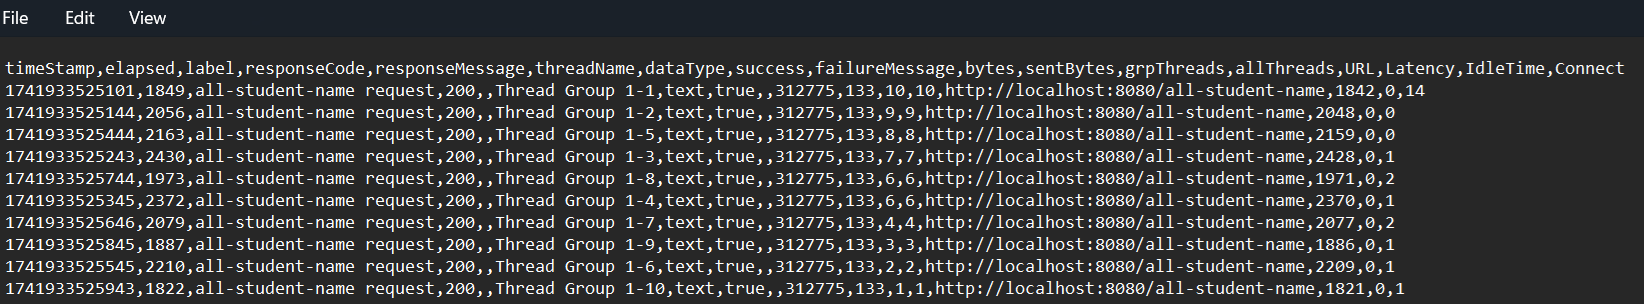 File Edit View
timeStamp,elapsed,label,responseCode,responseMessage,threadName,dataType,success,failureMessage,bytes,sentBytes,grpThreads,allThreads,URL,Latency,IdleTime,Connect
1741933525101,1849,all-student-name request,200,,Thread Group 1-1,text,true,,312775,133,10,10,http://localhost:8080/all-student-name,1842,0,14
1741933525144,2056,all-student-name request,200,,Thread Group 1-2,text,true,,312775,133,9,9,http://localhost:8080/all-student-name,2048,0,0
1741933525444,2163,all-student-name request,200,,Thread Group 1-5,text,true,,312775,133,8,8,http://localhost:8080/all-student-name,2159,0,0
1741933525243,2430,all-student-name request,200,,Thread Group 1-3,text,true,,312775,133,7,7,http://localhost:8080/all-student-name,2428,0,1
1741933525744,1973,all-student-name request,200,,Thread Group 1-8,text,true,,312775,133,6,6,http://localhost:8080/all-student-name,1971,0,2
1741933525345,2372,all-student-name request,200,,Thread Group 1-4,text,true,,312775,133,6,6,http://localhost:8080/all-student-name,2370,0,1
1741933525646,2079,all-student-name request,200,,Thread Group 1-7,text,true,,312775,133,4,4,http://localhost:8080/all-student-name,2077,0,2
1741933525845,1887,all-student-name request,200,,Thread Group 1-9,text,true,,312775,133,3,3,http://localhost:8080/all-student-name,1886,0,1
1741933525545,2210,all-student-name request,200,,Thread Group 1-6,text,true,,312775,133,2,2,http://localhost:8080/all-student-name,2209,0,1
1741933525943,1822,all-student-name request,200,,Thread Group 1-10,text,true,,312775,133,1,1,http://localhost:8080/all-student-name,1821,0,1